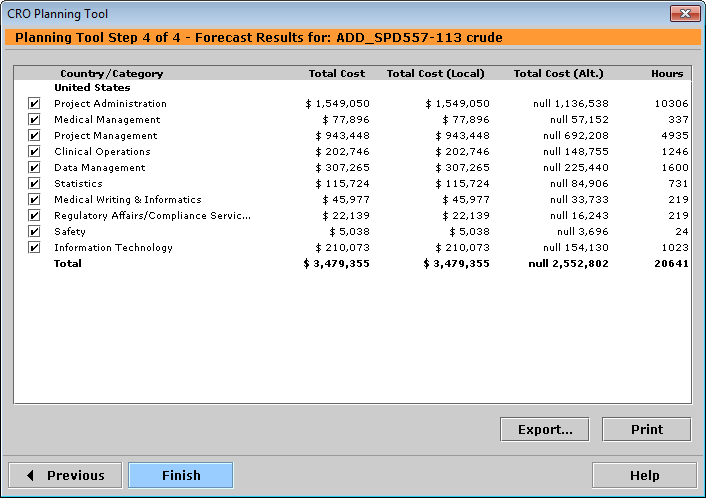 CRO Planning Tool
Planning Tool Step 4 of 4 - Forecast Results for: ADD_SPD557-113 crude
Country/Category Total Cost Total Cost (Local) Total Cost (Alt.) Hours
United States
Project Administration $ 1,549,050 $ 1,549,050 null 1,136,538 10306
Medical Management $ 77,896 $ 77,896 null 57,152 337
Project Management $ 943,448 $ 943,448 null 692,208 4935
Clinical Operations $ 202,746 $ 202,746 null 148,755 1246
Data Management $ 307,265 $ 307,265 null 225,440 1600
Statistics $ 115,724 $ 115,724 null 84,906 731
Medical Writing & Informatics $ 45,977 $ 45,977 null 33,733 219
Regulatory Affairs/Compliance Servic... $ 22,139 $ 22,139 null 16,243 219
Safety $ 5,038 $ 5,038 null 3,696 24
Information Technology $ 210,073 $ 210,073 null 154,130 1023
Total $ 3,479,355 $ 3,479,355 null 2,552,802 20641
Export... Print
Previous Finish Help